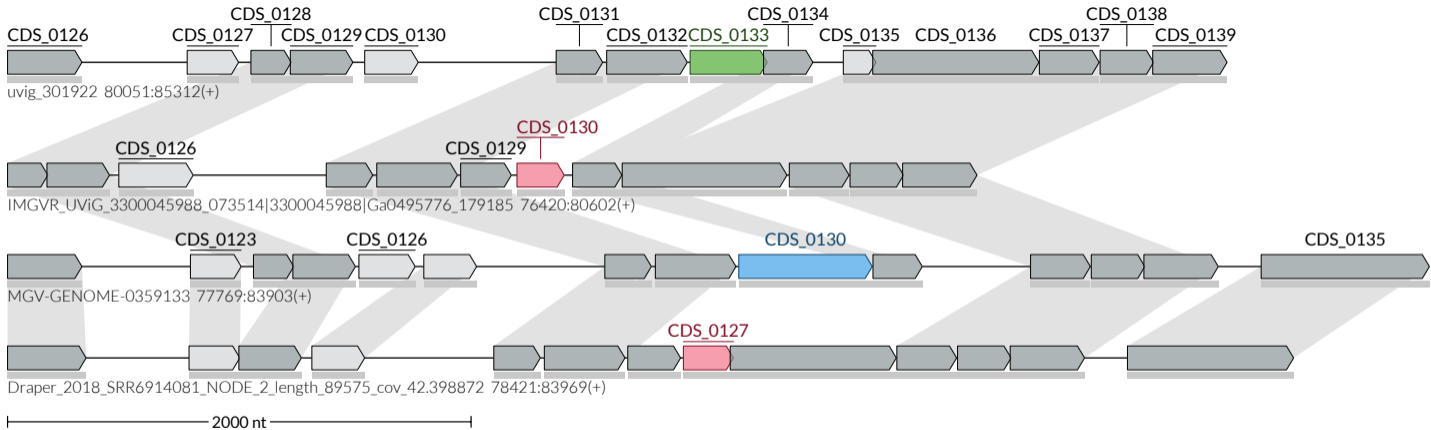 CDS_0128 CDS_0131 CDS_0134 CDS_0138
CDS_0126 CDS_0127 CDS_0129 CDS_0130 CDS_0132 CDS_0133 CDS_0135 CDS_0136 CDS_0137 CDS_0139
uvig_301922 80051:85312(+)
CDS_0130
CDS_0126 CDS_0129
IMGVR_UViG_3300045988_073514|3300045988|Ga0495776_179185 76420:80602(+)
CDS_0123 CDS_0126 CDS_0130 CDS_0135
MGV-GENOME-0359133 77769:83903(+)
CDS_0127
Draper_2018_SRR6914081_NODE_2_length_89575_cov_42.398872 78421:83969(+)
2000 nt